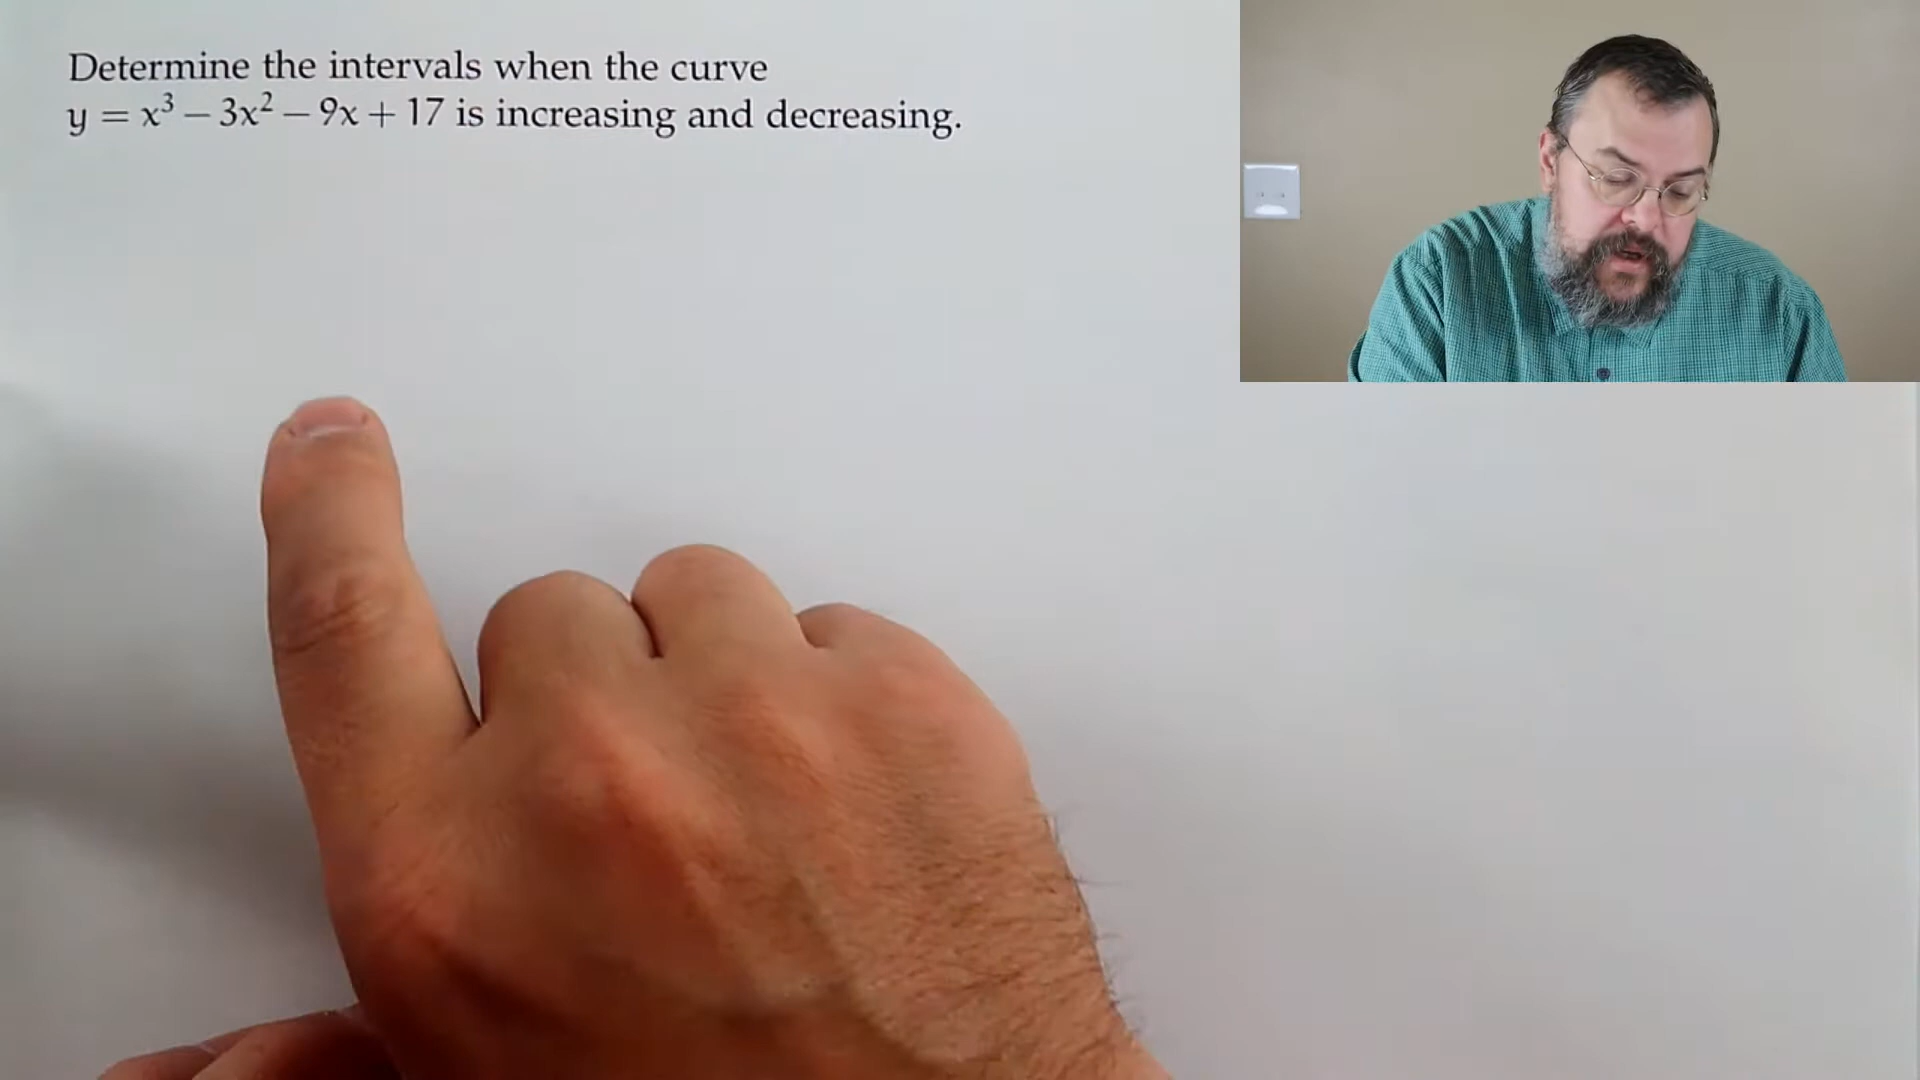 Determine the intervals when the curve
y = x³ − 3x² − 9x + 17 is increasing and decreasing.